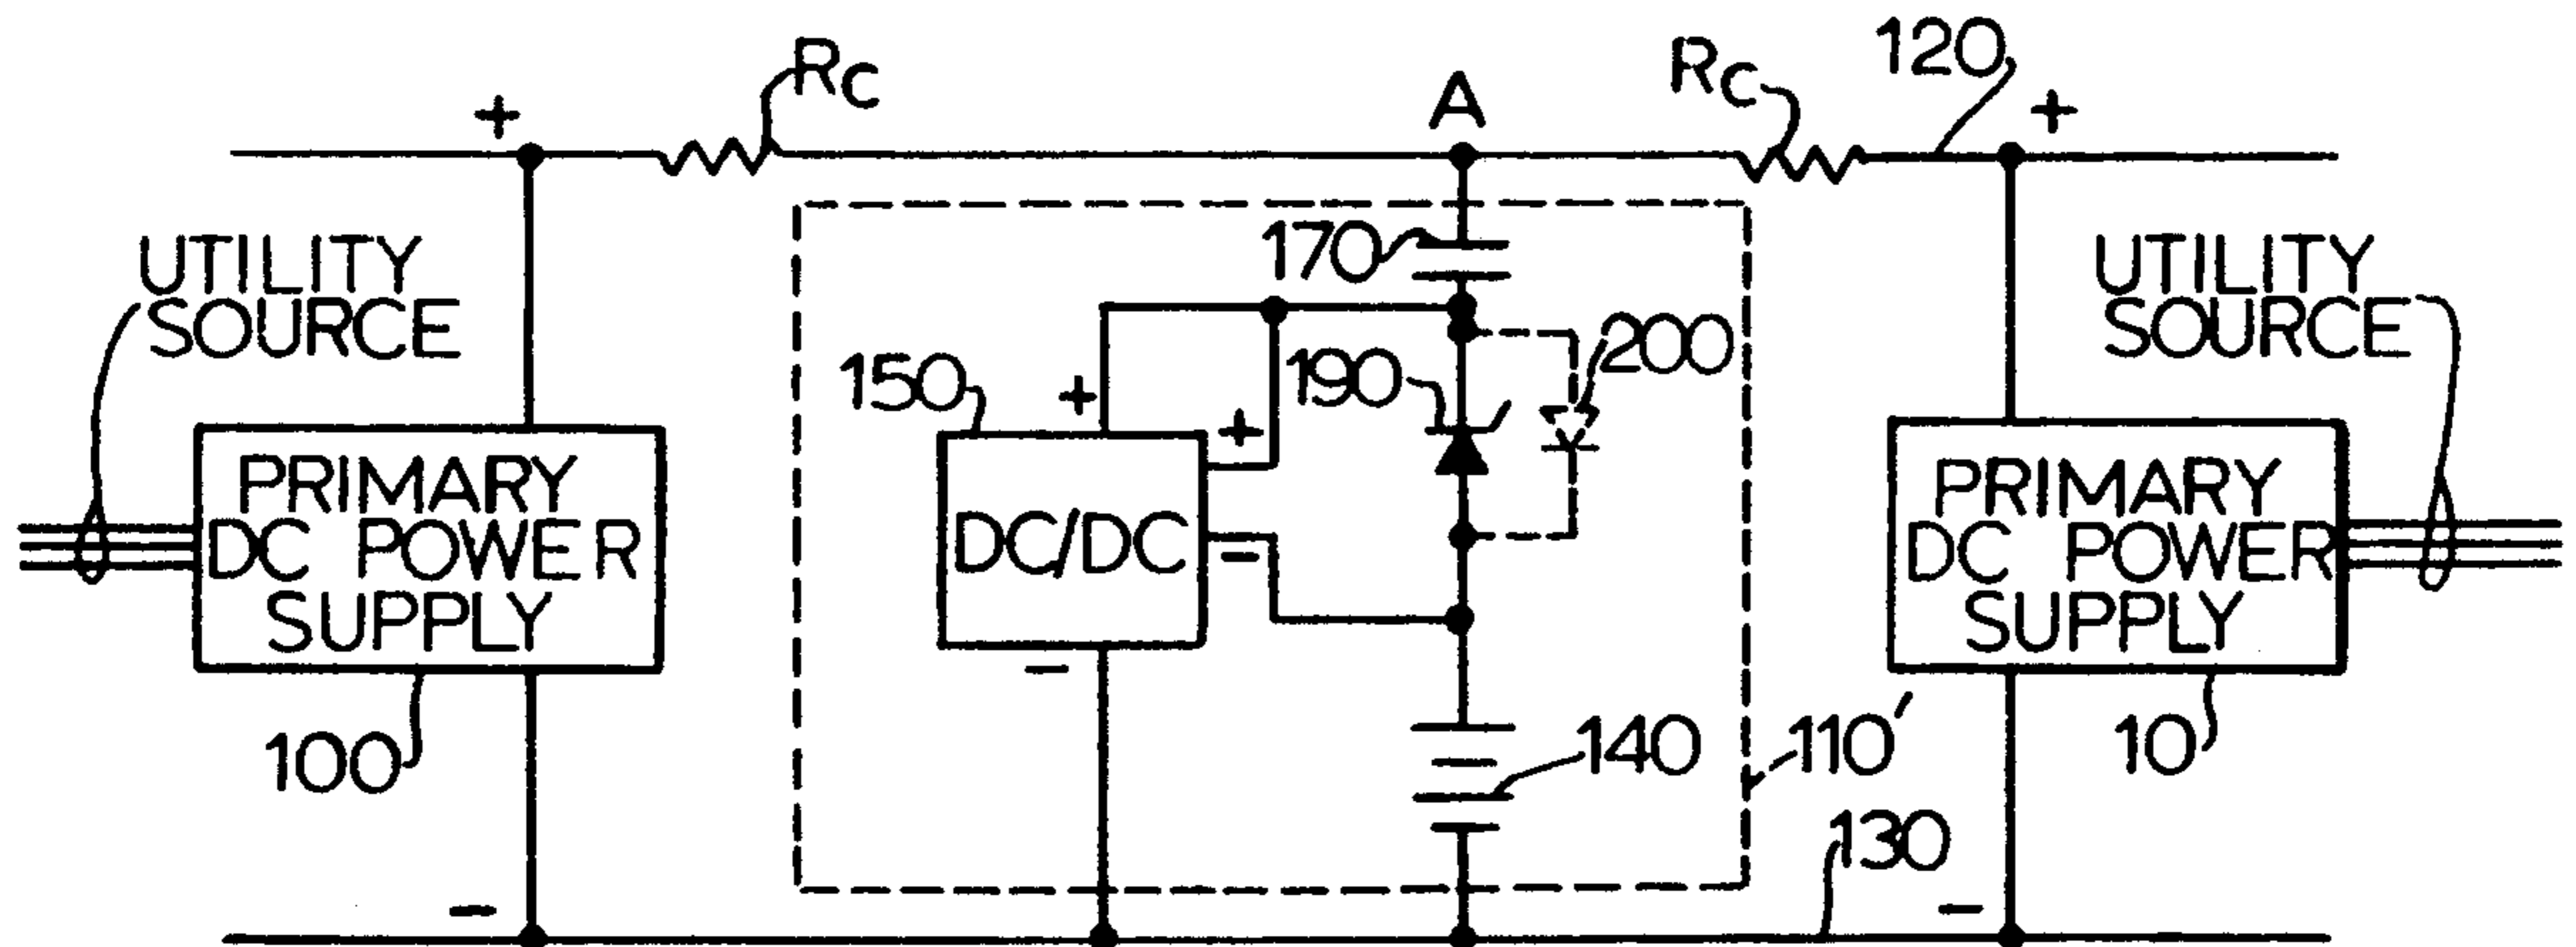 RC
A
RC
120
+
+
170
UTILITY
SOURCE
UTILITY
SOURCE
150
+
+
190
200
PRIMARY
DC POWER
SUPPLY
DC/DC
-
-
PRIMARY
DC POWER
SUPPLY
100
140
110'
10
130
-
-